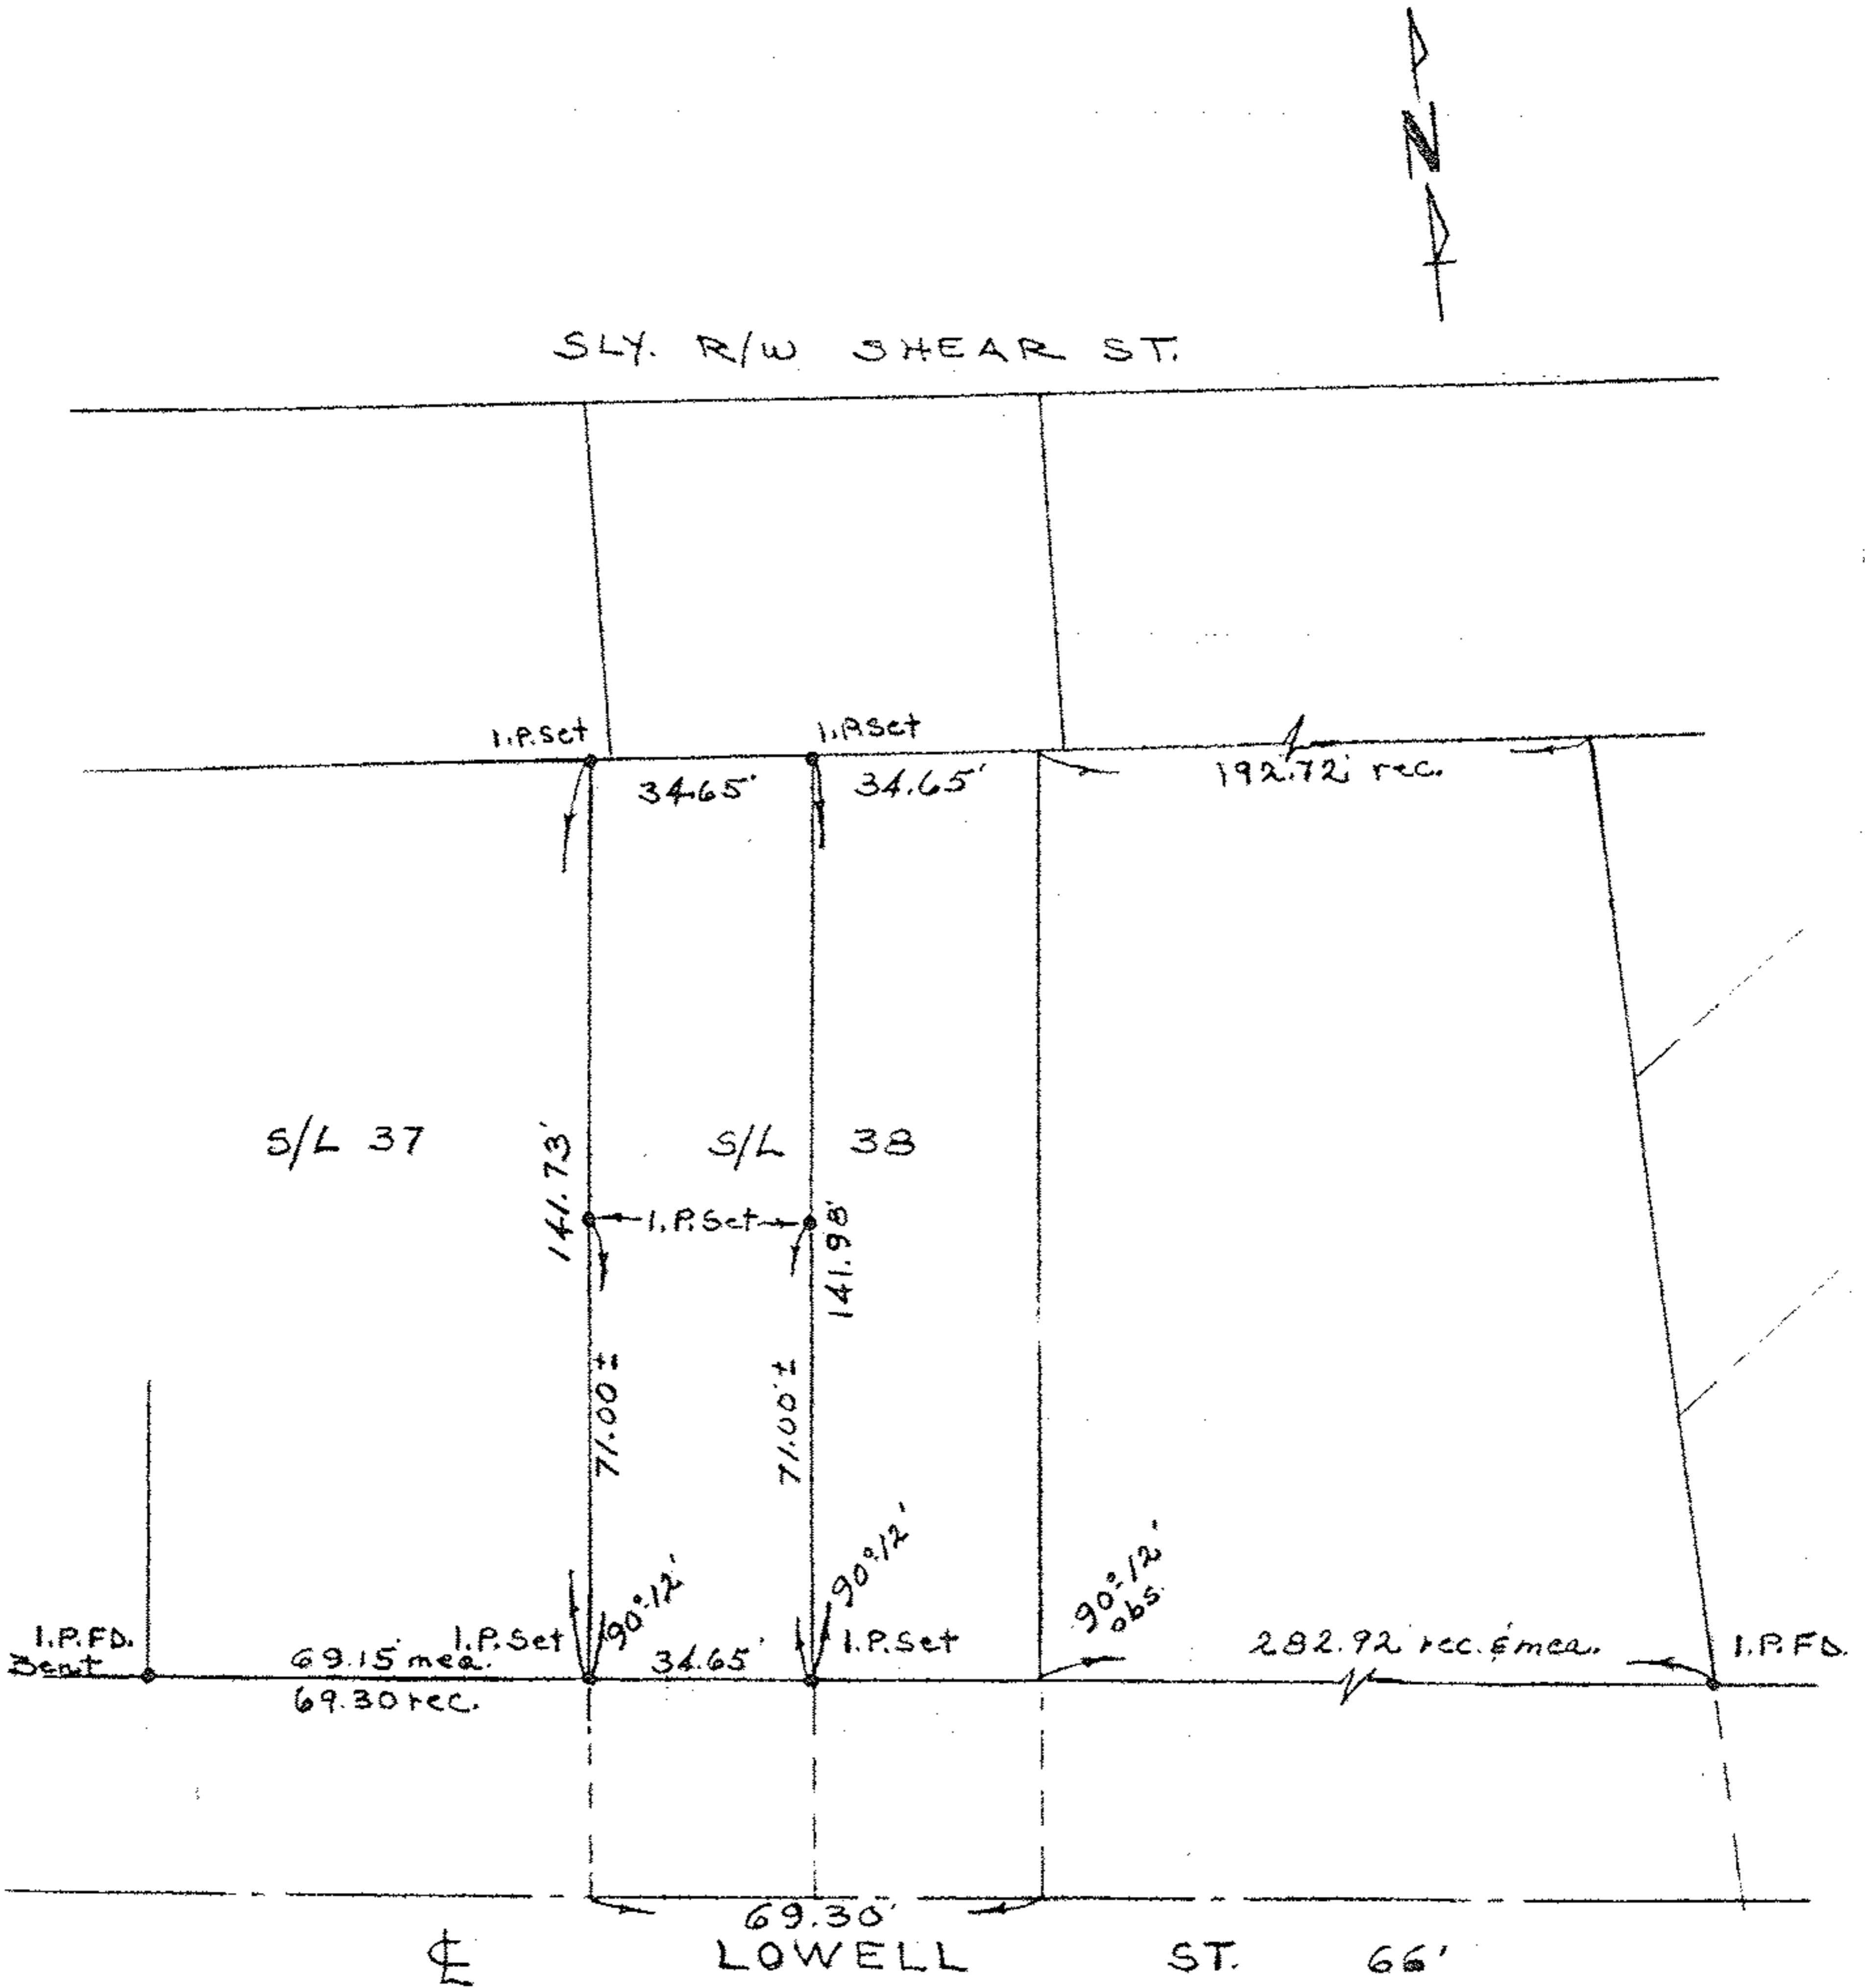 N
SLY. R/W SHEAR ST.
I.P. Set
I.P. Set
34.65'
34.65'
192.72' rec.
S/L 37
141.73'
S/L 38
I.P. Set
141.98'
71.00'±
71.00'±
90°-12'
90°-12'
90°-12'
obs.
I.P. FD.
Bent
69.15' mea.
69.30 rec.
I.P. Set
34.65'
I.P. Set
282.92' rec. & mea.
I.P. FD.
69.30'
℄ LOWELL ST. 66'